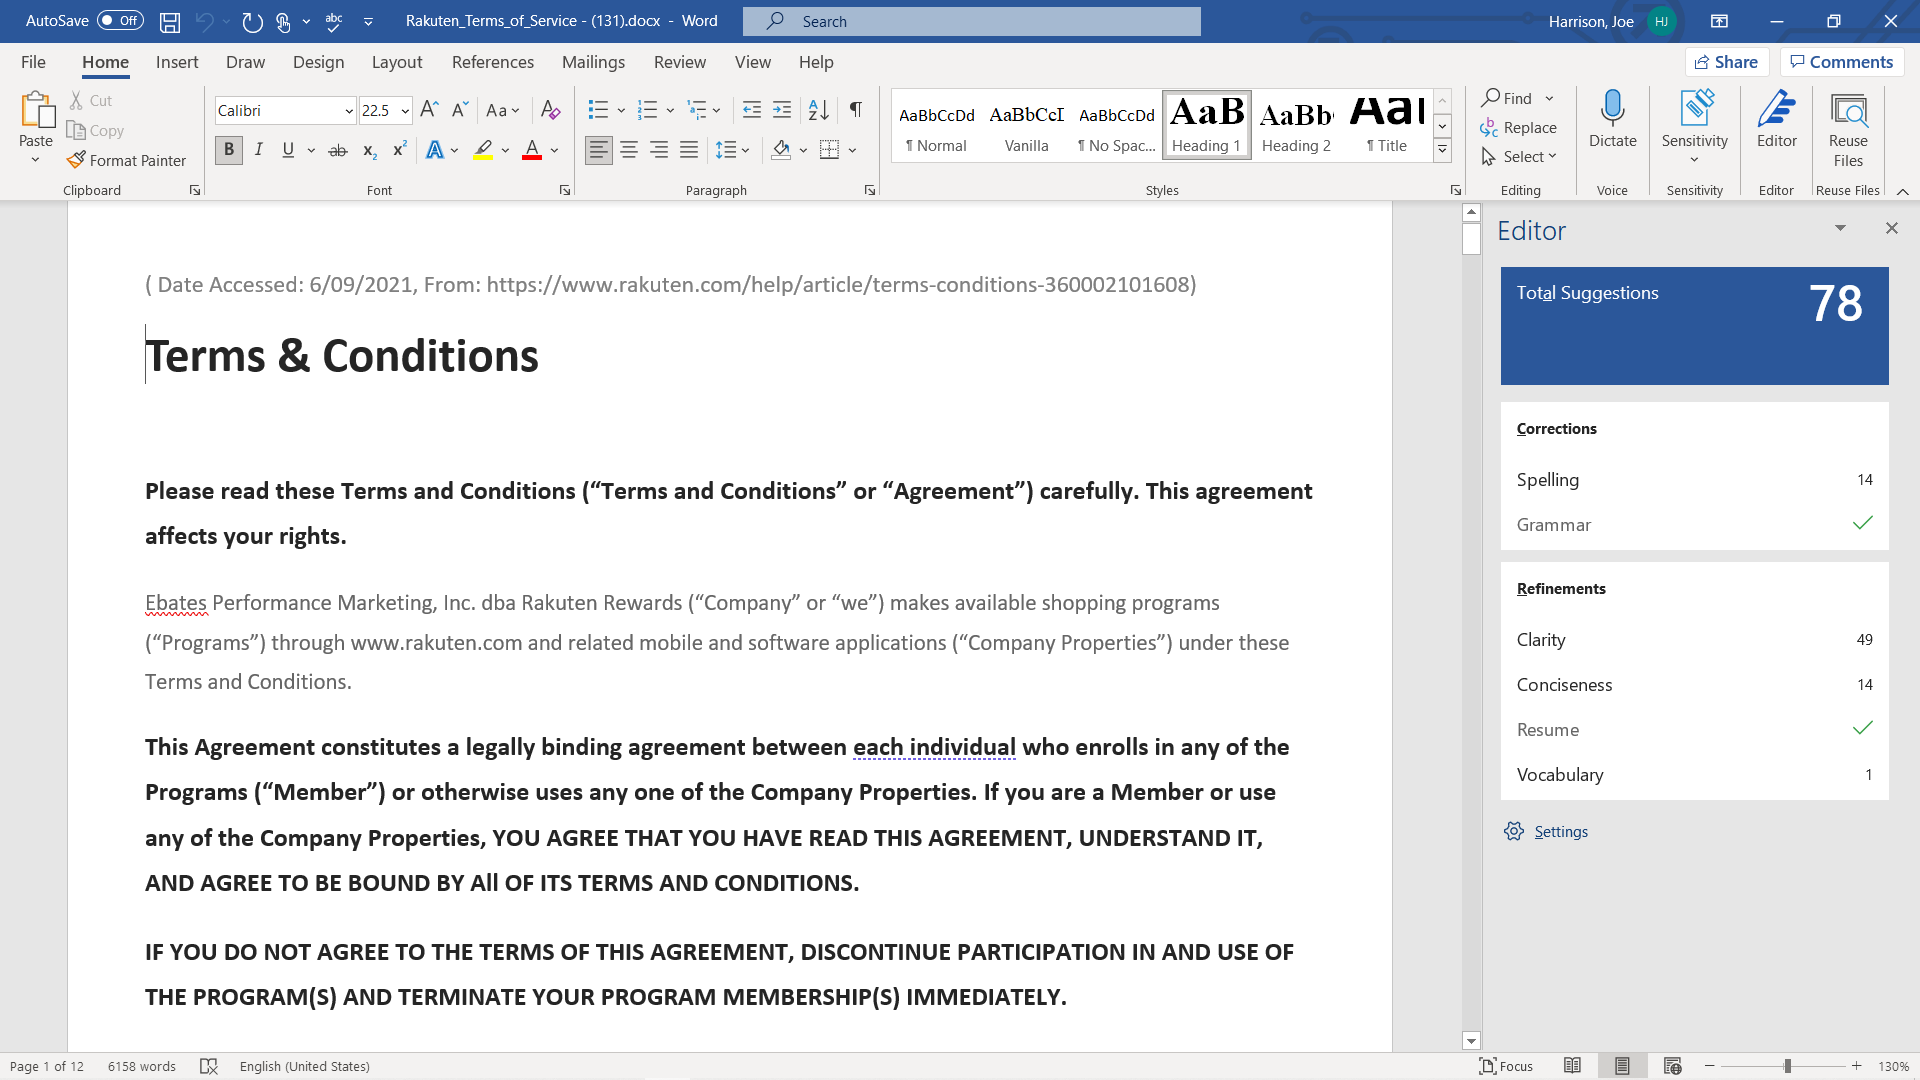 AutoSave Off Rakuten_Terms_of_Service - (131).docx - Word Search Harrison, Joe HJ
File Home Insert Draw Design Layout References Mailings Review View Help Share Comments
Paste Cut Copy Format Painter Clipboard
Calibri 22.5 Font
Paragraph
AaBbCcDd ¶ Normal AaBbCcI Vanilla AaBbCcDd ¶ No Spac... AaB Heading 1 AaBb Heading 2 AaI ¶ Title Styles
Find Replace Select Editing
Dictate Voice
Sensitivity Sensitivity
Editor Editor
Reuse Files Reuse Files
( Date Accessed: 6/09/2021, From: https://www.rakuten.com/help/article/terms-conditions-360002101608)
Terms & Conditions
Please read these Terms and Conditions (“Terms and Conditions” or “Agreement”) carefully. This agreement
affects your rights.
Ebates Performance Marketing, Inc. dba Rakuten Rewards (“Company” or “we”) makes available shopping programs
(“Programs”) through www.rakuten.com and related mobile and software applications (“Company Properties”) under these
Terms and Conditions.
This Agreement constitutes a legally binding agreement between each individual who enrolls in any of the
Programs (“Member”) or otherwise uses any one of the Company Properties. If you are a Member or use
any of the Company Properties, YOU AGREE THAT YOU HAVE READ THIS AGREEMENT, UNDERSTAND IT,
AND AGREE TO BE BOUND BY All OF ITS TERMS AND CONDITIONS.
IF YOU DO NOT AGREE TO THE TERMS OF THIS AGREEMENT, DISCONTINUE PARTICIPATION IN AND USE OF
THE PROGRAM(S) AND TERMINATE YOUR PROGRAM MEMBERSHIP(S) IMMEDIATELY.
Editor
Total Suggestions 78
Corrections
Spelling 14
Grammar
Refinements
Clarity 49
Conciseness 14
Resume
Vocabulary 1
Settings
Page 1 of 12 6158 words English (United States) Focus 130%